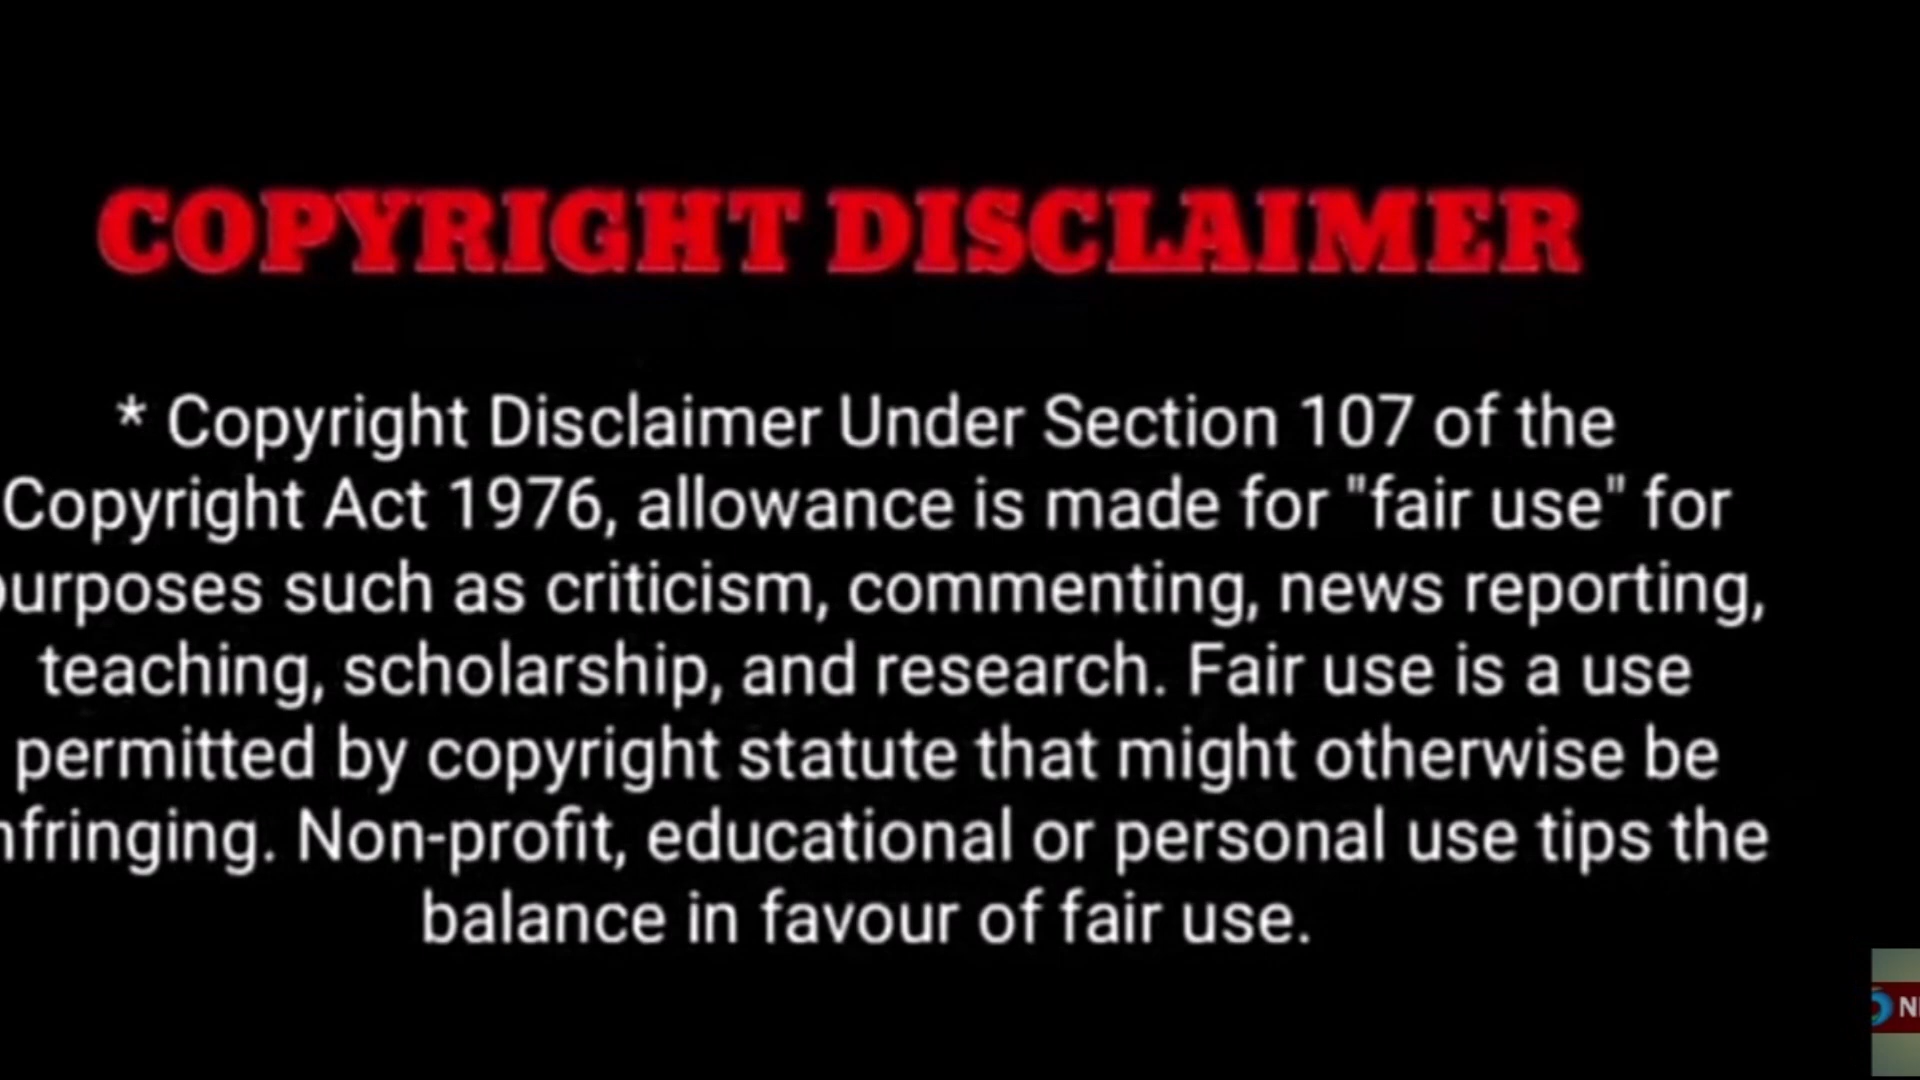 COPYRIGHT DISCLAIMER
* Copyright Disclaimer Under Section 107 of the
Copyright Act 1976, allowance is made for "fair use" for
purposes such as criticism, commenting, news reporting,
teaching, scholarship, and research. Fair use is a use
permitted by copyright statute that might otherwise be
nfringing. Non-profit, educational or personal use tips the
balance in favour of fair use.